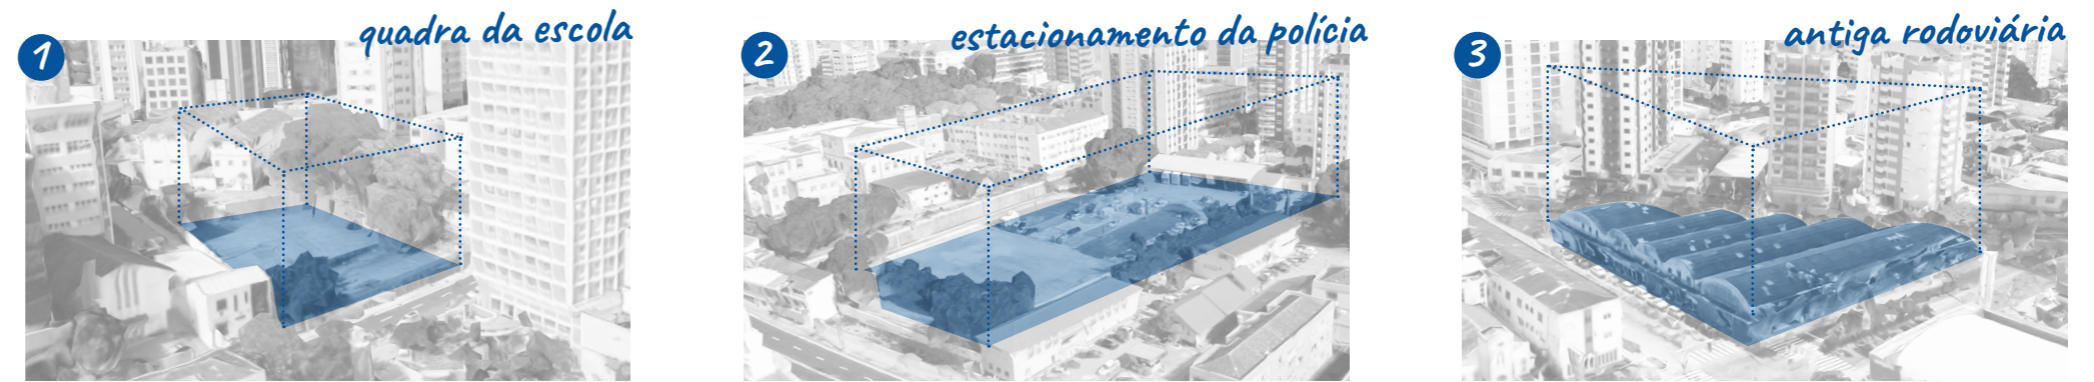 1
quadra da escola
2
estacionamento da polícia
3
antiga rodoviária